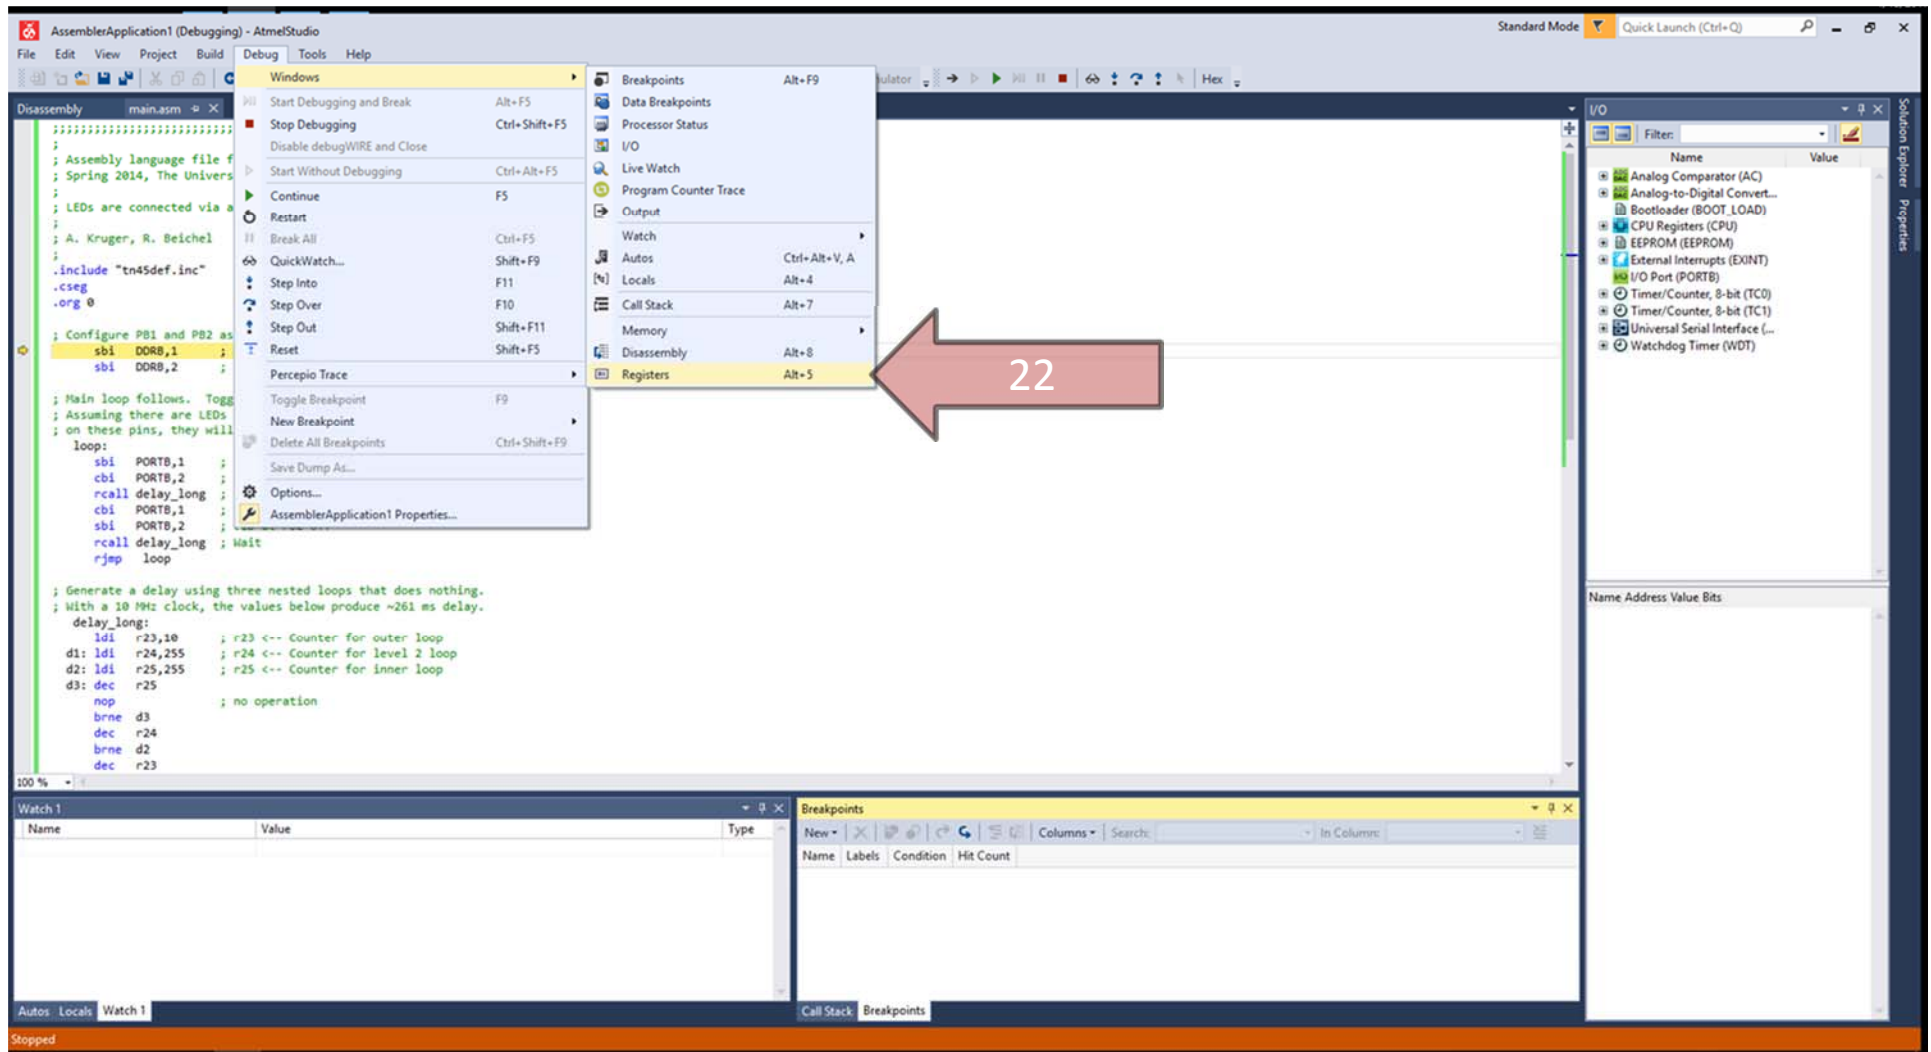 AssemblerApplication1 (Debugging) - AtmelStudio
Standard Mode
Quick Launch (Ctrl+Q)
File Edit View Project Build Debug Tools Help
Hex
Windows
Start Debugging and Break Alt+F5
Stop Debugging Ctrl+Shift+F5
Disable debugWIRE and Close
Start Without Debugging Ctrl+Alt+F5
Continue F5
Restart
Break All Ctrl+F5
QuickWatch... Shift+F9
Step Into F11
Step Over F10
Step Out Shift+F11
Reset Shift+F5
Percepio Trace
Toggle Breakpoint F9
New Breakpoint
Delete All Breakpoints Ctrl+Shift+F9
Save Dump As...
Options...
AssemblerApplication1 Properties...
Breakpoints Alt+F9
Data Breakpoints
Processor Status
I/O
Live Watch
Program Counter Trace
Output
Watch
Autos Ctrl+Alt+V, A
Locals Alt+4
Call Stack Alt+7
Memory
Disassembly Alt+8
Registers Alt+5
22
Disassembly main.asm
;;;;;;;;;;;;;;;;;;;;;;;;;;
;
; Assembly language file f
; Spring 2014, The Univers
;
; LEDs are connected via a
;
; A. Kruger, R. Beichel
;
.include "tn45def.inc"
.cseg
.org 0
; Configure PB1 and PB2 as
sbi DDRB,1 ;
sbi DDRB,2 ;
; Main loop follows. Togg
; Assuming there are LEDs
; on these pins, they will
loop:
sbi PORTB,1 ;
cbi PORTB,2 ;
rcall delay_long ;
cbi PORTB,1 ;
sbi PORTB,2 ;
rcall delay_long ; Wait
rjmp loop
; Generate a delay using three nested loops that does nothing.
; With a 10 MHz clock, the values below produce ~261 ms delay.
delay_long:
ldi r23,10 ; r23 <-- Counter for outer loop
d1: ldi r24,255 ; r24 <-- Counter for level 2 loop
d2: ldi r25,255 ; r25 <-- Counter for inner loop
d3: dec r25
nop ; no operation
brne d3
dec r24
brne d2
dec r23
100 %
I/O
Filter:
Name Value
Analog Comparator (AC)
Analog-to-Digital Convert...
Bootloader (BOOT_LOAD)
CPU Registers (CPU)
EEPROM (EEPROM)
External Interrupts (EXINT)
I/O Port (PORTB)
Timer/Counter, 8-bit (TC0)
Timer/Counter, 8-bit (TC1)
Universal Serial Interface (...
Watchdog Timer (WDT)
Name Address Value Bits
Solution Explorer
Properties
Watch 1
Name Value Type
Autos Locals Watch 1
Breakpoints
New Columns Search: In Column:
Name Labels Condition Hit Count
Call Stack Breakpoints
Stopped